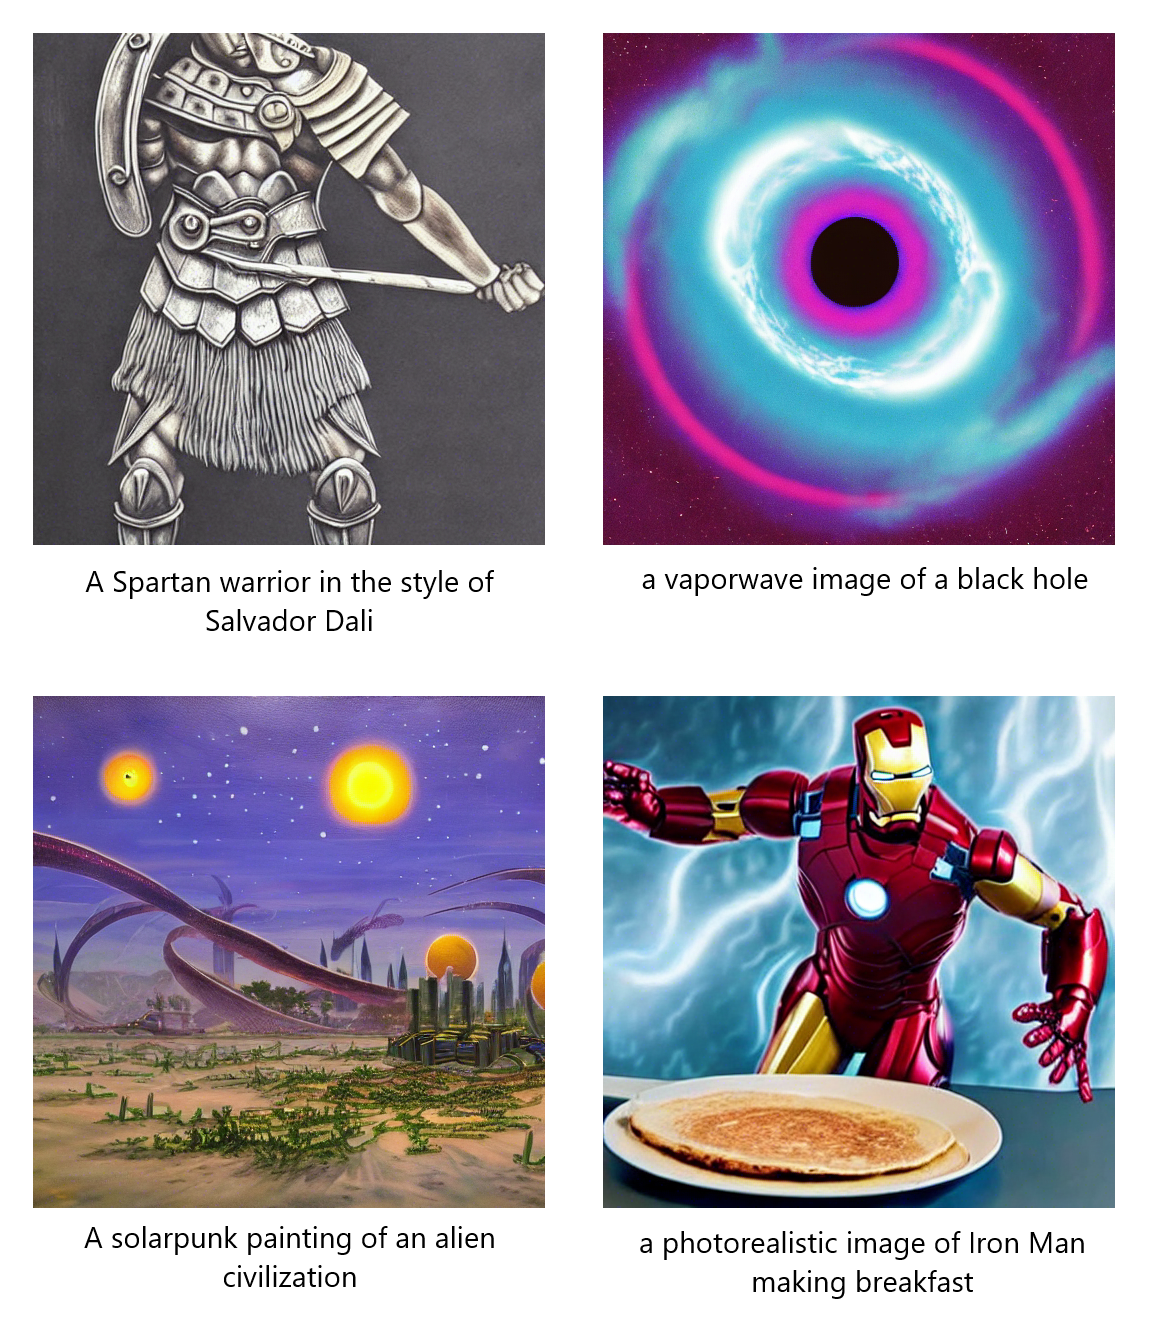 A Spartan warrior in the style of
Salvador Dali
a vaporwave image of a black hole
A solarpunk painting of an alien
civilization
a photorealistic image of Iron Man
making breakfast